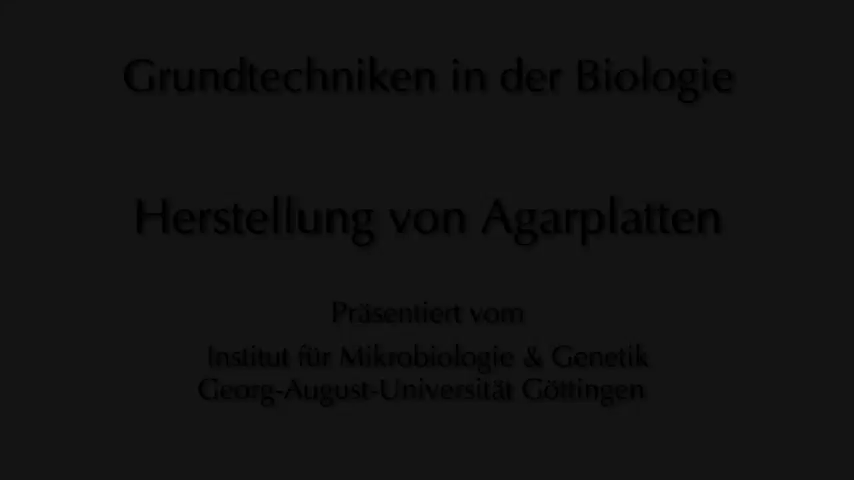 Grundtechniken in der Biologie
Herstellung von Agarplatten
Präsentiert vom
Institut für Mikrobiologie & Genetik
Georg-August-Universität Göttingen